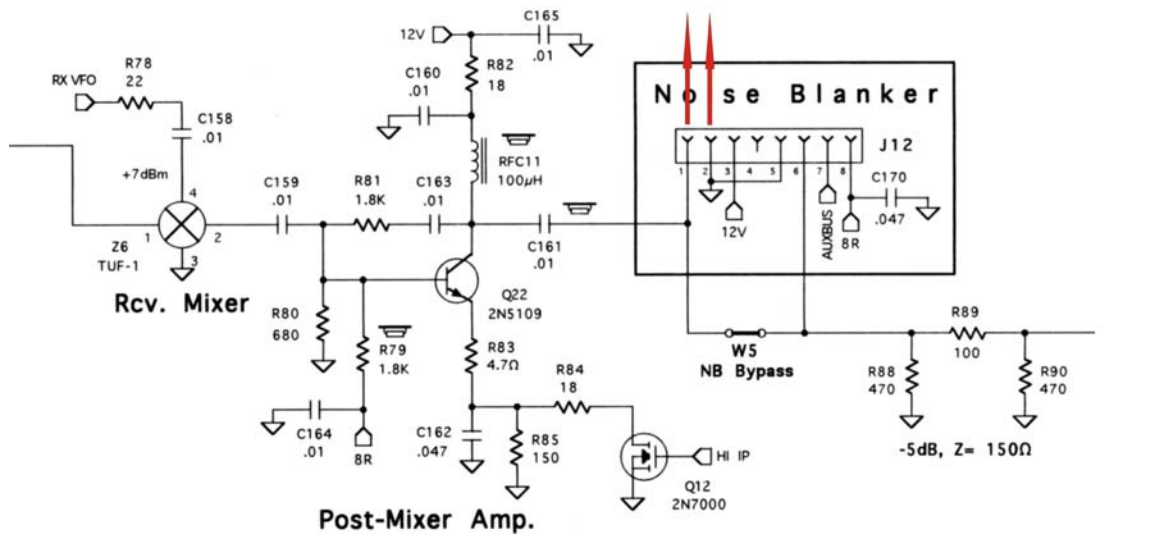 C165
12V
.01
R82
18
C160
.01
R78
22
RX VFO
C158
.01
+7dBm
4
1
2
3
Z6
TUF-1
Rcv. Mixer
C159
.01
R81
1.8K
C163
.01
RFC11
100µH
C161
.01
Noise Blanker
J12
1 2 3 4 5 6 7 8
C170
.047
12V
AUXBUS
8R
Q22
2N5109
R80
680
R79
1.8K
R83
4.7Ω
W5
NB Bypass
R89
100
R88
470
R90
470
-5dB, Z= 150Ω
R84
18
C164
.01
8R
C162
.047
R85
150
HI IP
Q12
2N7000
Post-Mixer Amp.